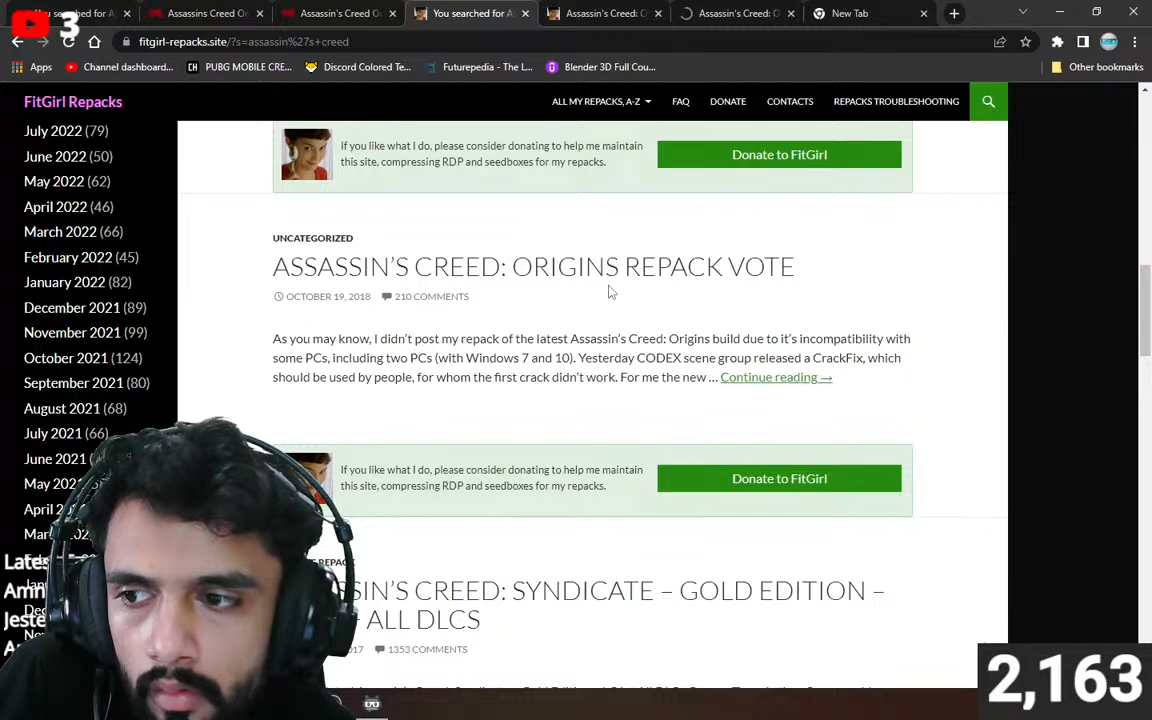 3
You searched for A
Assassins Creed Or
Assassin's Creed O
You searched for A
Assassin's Creed: O
Assassin's Creed: O
New Tab
fitgirl-repacks.site/?s=assassin%27s+creed
Apps
Channel dashboard...
PUBG MOBILE CRE...
Discord Colored Te...
Futurepedia - The L...
Blender 3D Full Cou...
Other bookmarks
FitGirl Repacks
ALL MY REPACKS, A-Z
FAQ
DONATE
CONTACTS
REPACKS TROUBLESHOOTING
July 2022 (79)
June 2022 (50)
May 2022 (62)
April 2022 (46)
March 2022 (66)
February 2022 (45)
January 2022 (82)
December 2021 (89)
November 2021 (99)
October 2021 (124)
September 2021 (80)
August 2021 (68)
July 2021 (66)
June 2021
May
If you like what I do, please consider donating to help me maintain
this site, compressing RDP and seedboxes for my repacks.
Donate to FitGirl
UNCATEGORIZED
ASSASSIN'S CREED: ORIGINS REPACK VOTE
OCTOBER 19, 2018
210 COMMENTS
As you may know, I didn't post my repack of the latest Assassin's Creed: Origins build due to it's incompatibility with
some PCs, including two PCs (with Windows 7 and 10). Yesterday CODEX scene group released a CrackFix, which
should be used by people, for whom the first crack didn't work. For me the new ... Continue reading →
If you like what I do, please consider donating to help me maintain
this site, compressing RDP and seedboxes for my repacks.
Donate to FitGirl
REPACK
SIN'S CREED: SYNDICATE – GOLD EDITION –
ALL DLCS
1353 COMMENTS
Lates
2,163